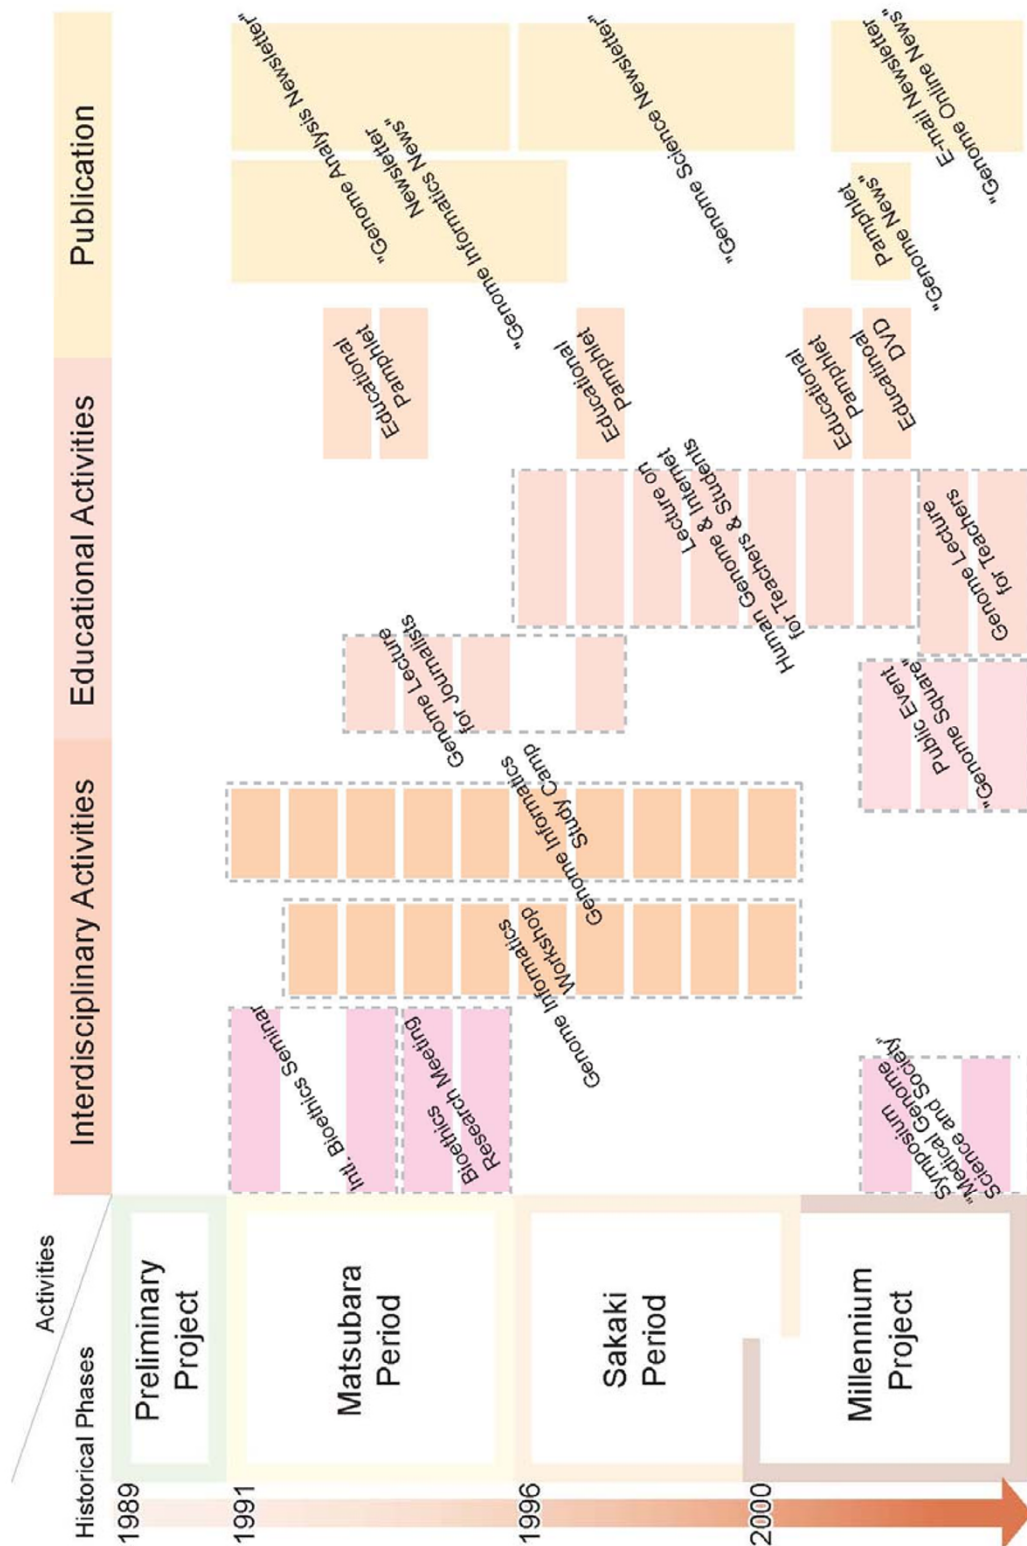 Activities
Historical Phases
Interdisciplinary Activities
Educational Activities
Publication
1989
1991
1996
2000
Preliminary
Project
Matsubara
Period
Sakaki
Period
Millennium
Project
Intl. Bioethics Seminar
Bioethics
Research Meeting
Symposium
"Medical Genome
Science and Society"
Genome Informatics
Workshop
Genome Informatics
Study Camp
Genome Lecture
for Journalists
Public Event
"Genome Square"
Lecture on
Human Genome & Internet
for Teachers & Students
Genome Lecture
for Teachers
Educational
Pamphlet
Educational
Pamphlet
Educational
Pamphlet
Educatinoal
DVD
"Genome Analysis Newsletter"
Newsletter
"Genome Informatics News"
"Genome Science Newsletter"
Pamphlet
"Genome News"
E-mail Newsletter
"Genome Online News"